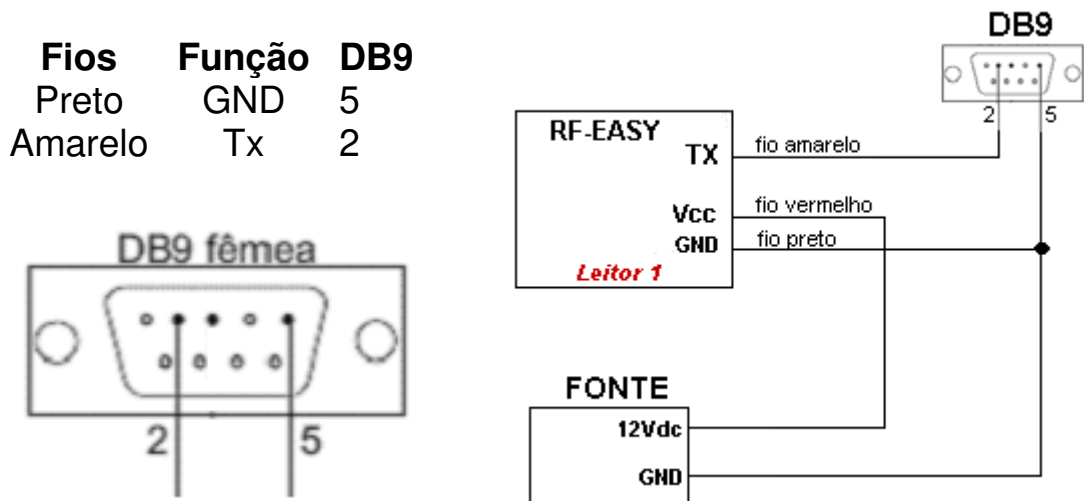 Fios Função DB9
Preto GND 5
Amarelo Tx 2
DB9 fêmea
2 5
DB9
2 5
RF-EASY
TX fio amarelo
Vcc fio vermelho
GND fio preto
Leitor 1
FONTE
12Vdc
GND